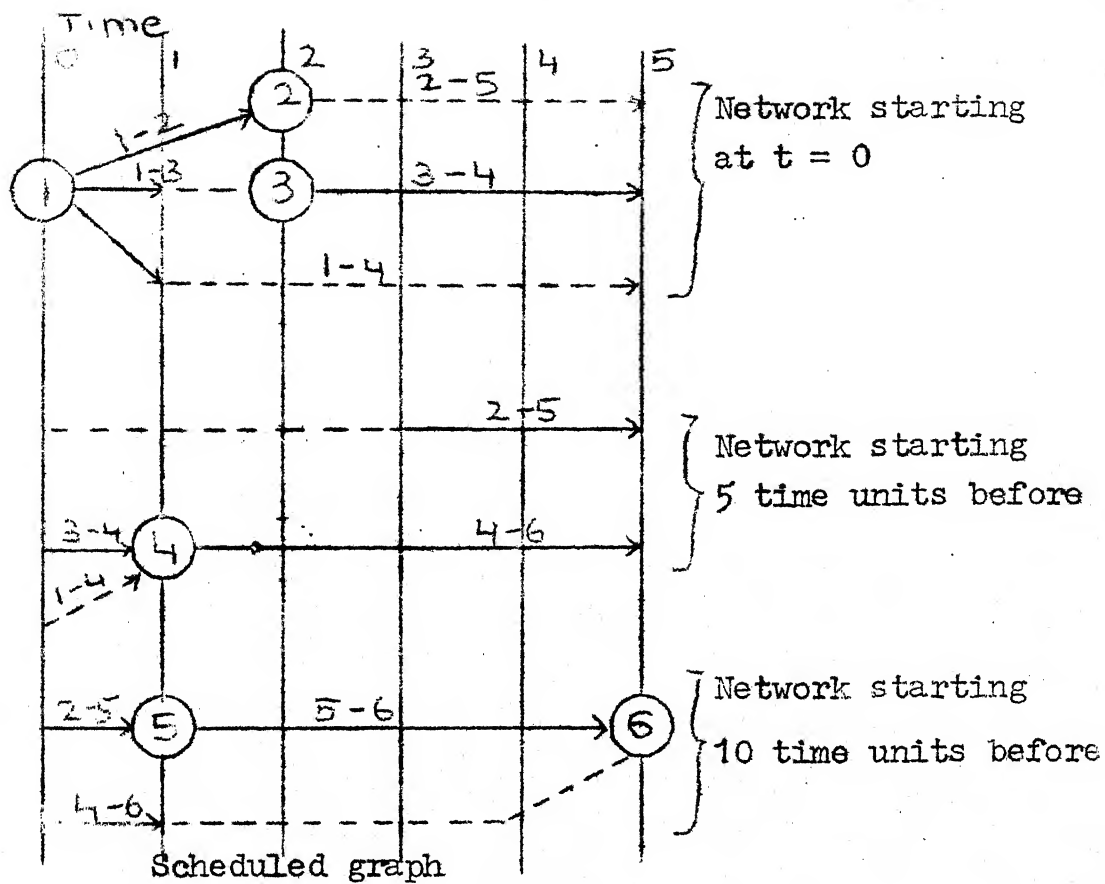 Time
0 1 2 3 4 5
2 2-5
1-2
Network starting
at t = 0
1 1-3 3 3-4
1-4
2-5
Network starting
5 time units before
3-4 4 4-6
1-4
Network starting
10 time units before
2-5 5 5-6 6
4-6
Scheduled graph